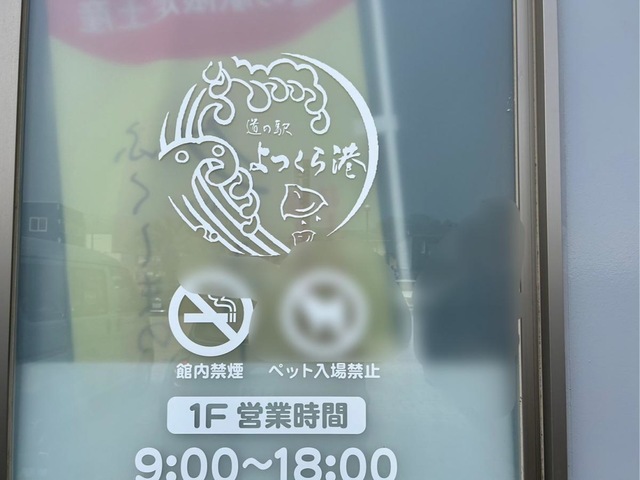 道の駅
よつくら港
館内禁煙
ペット入場禁止
1F 営業時間
9:00~18:00